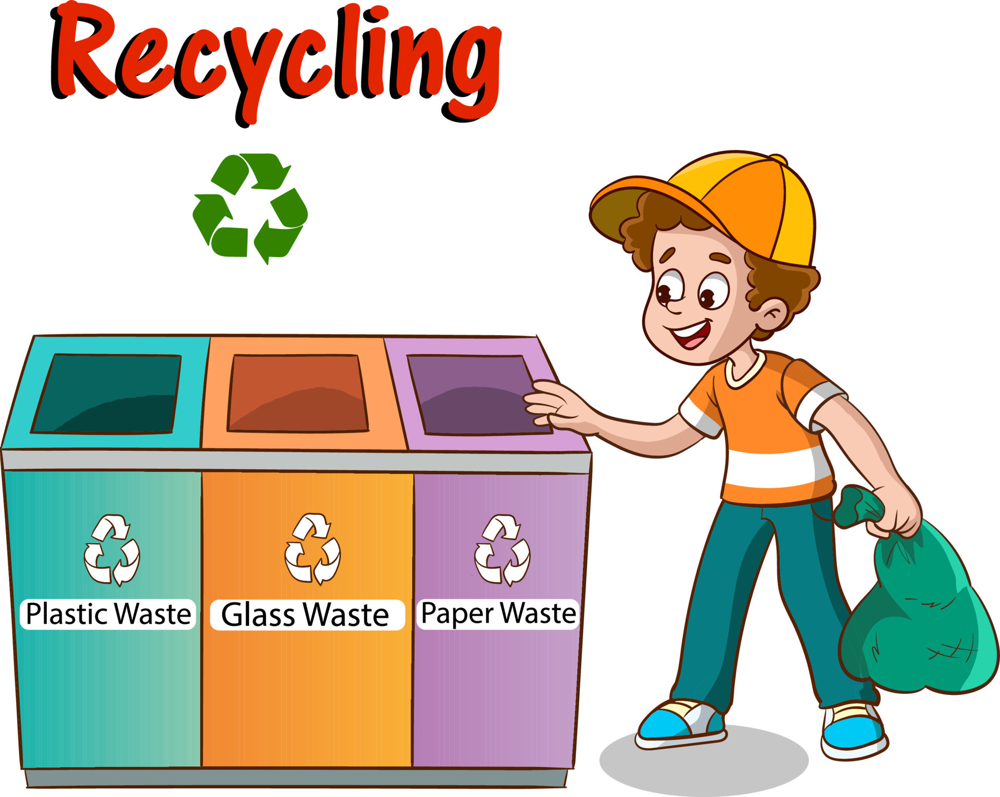 Recycling
Plastic Waste
Glass Waste
Paper Waste